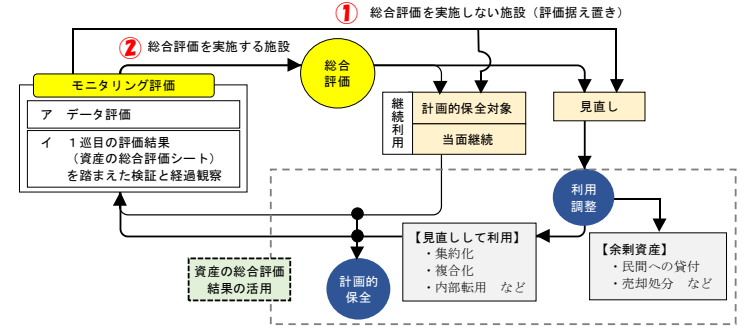 ① 総合評価を実施しない施設（評価据え置き）
② 総合評価を実施する施設
総合
評価
モニタリング評価
ア データ評価
イ １巡目の評価結果
（資産の総合評価シート）
を踏まえた検証と経過観察
継続利用
計画的保全対象
当面継続
見直し
利用
調整
【見直しして利用】
・集約化
・複合化
・内部転用 など
【余剰資産】
・民間への貸付
・売却処分 など
資産の総合評価
結果の活用
計画的
保全